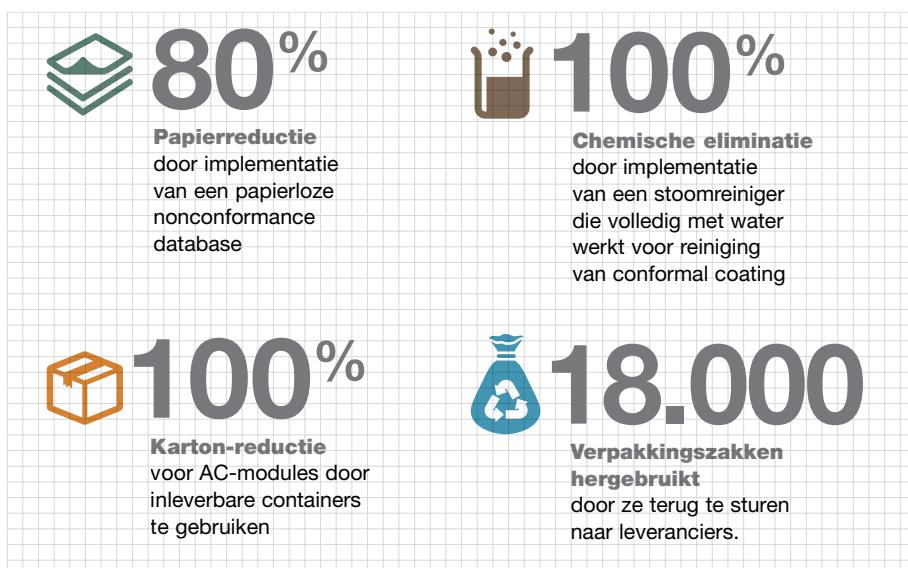 80%
Papierreductie
door implementatie
van een papierloze
nonconformance
database
100%
Chemische eliminatie
door implementatie
van een stoomreiniger
die volledig met water
werkt voor reiniging
van conformal coating
100%
Karton-reductie
voor AC-modules door
inleverbare containers
te gebruiken
18.000
Verpakkingszakken
hergebruikt
door ze terug te sturen
naar leveranciers.